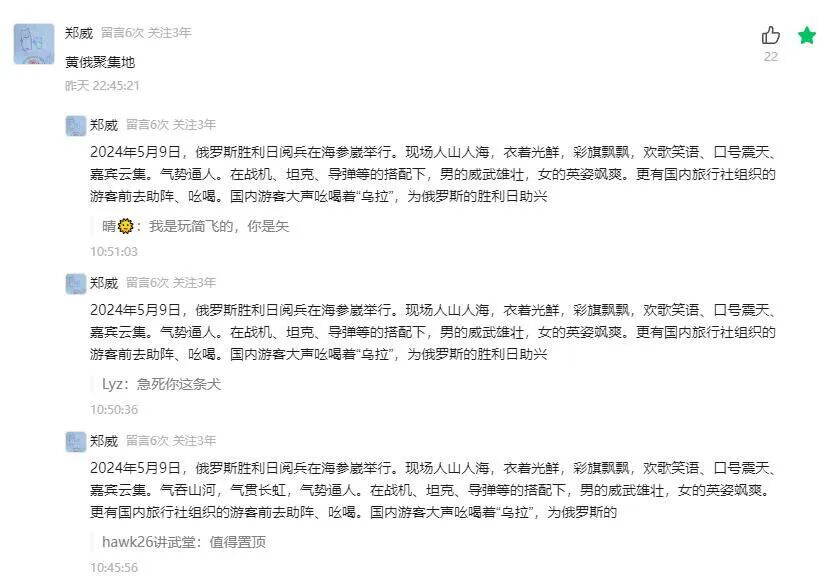 郑威 留言6次 关注3年
黄俄聚集地
22
昨天 22:45:21
郑威 留言6次 关注3年
2024年5月9日，俄罗斯胜利日阅兵在海参崴举行。现场人山人海，衣着光鲜，彩旗飘飘，欢歌笑语、口号震天、
嘉宾云集。气势逼人。在战机、坦克、导弹等的搭配下，男的威武雄壮，女的英姿飒爽。更有国内旅行社组织的
游客前去助阵、吆喝。国内游客大声吆喝着“乌拉”，为俄罗斯的胜利日助兴
晴🌞：我是玩简飞的，你是矢
10:51:03
郑威 留言6次 关注3年
2024年5月9日，俄罗斯胜利日阅兵在海参崴举行。现场人山人海，衣着光鲜，彩旗飘飘，欢歌笑语、口号震天、
嘉宾云集。气势逼人。在战机、坦克、导弹等的搭配下，男的威武雄壮，女的英姿飒爽。更有国内旅行社组织的
游客前去助阵、吆喝。国内游客大声吆喝着“乌拉”，为俄罗斯的胜利日助兴
Lyz：急死你这条犬
10:50:36
郑威 留言6次 关注3年
2024年5月9日，俄罗斯胜利日阅兵在海参崴举行。现场人山人海，衣着光鲜，彩旗飘飘，欢歌笑语、口号震天、
嘉宾云集。气吞山河，气贯长虹，气势逼人。在战机、坦克、导弹等的搭配下，男的威武雄壮，女的英姿飒爽。
更有国内旅行社组织的游客前去助阵、吆喝。国内游客大声吆喝着“乌拉”，为俄罗斯的
hawk26讲武堂：值得置顶
10:45:56